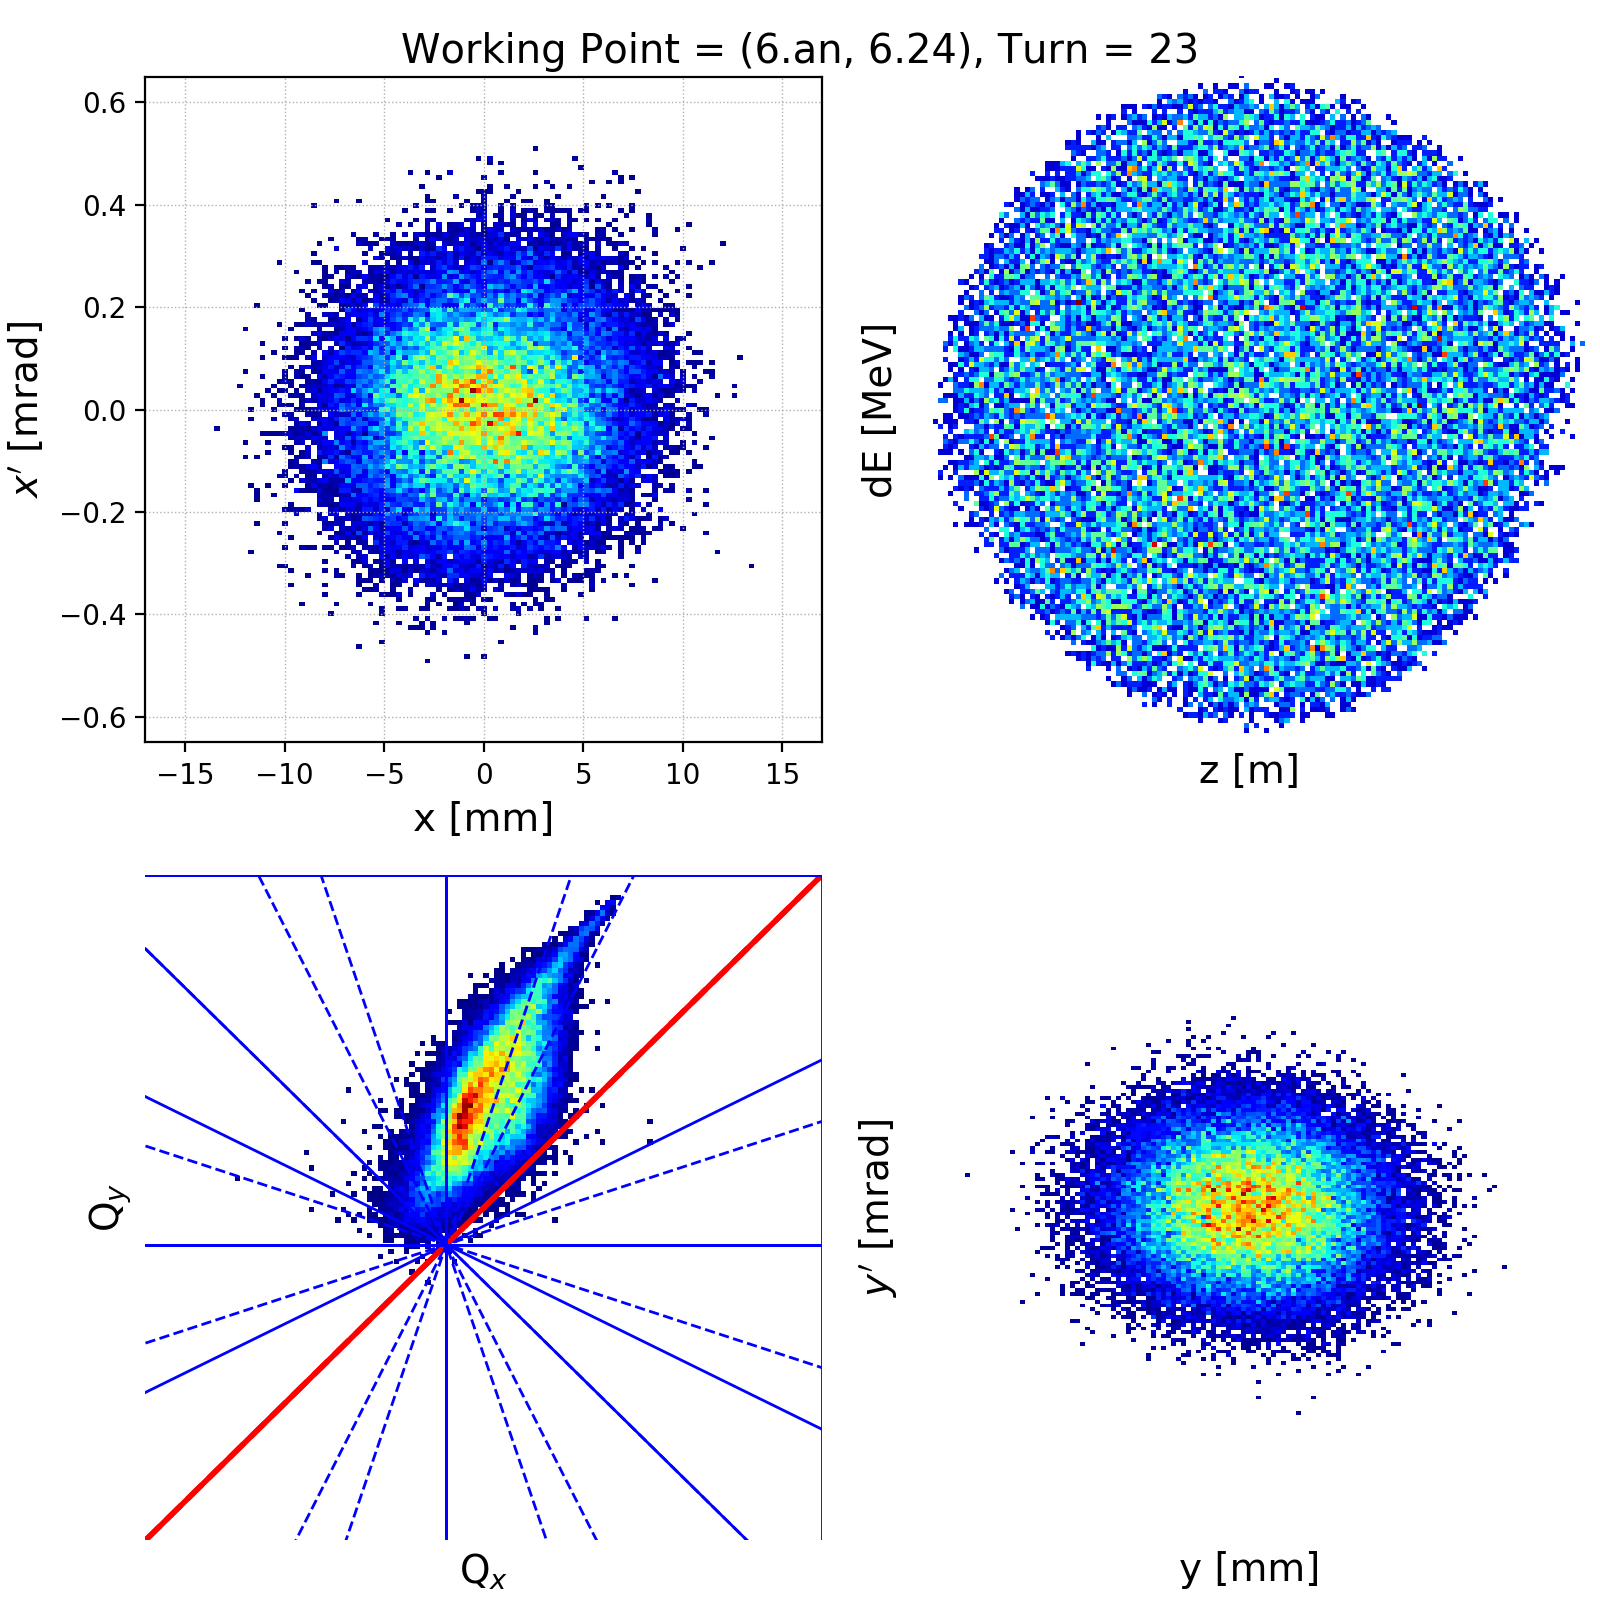 Working Point = (6.an, 6.24), Turn = 23
0.6
0.4
0.2
0.0
−0.2
−0.4
−0.6
x′ [mrad]
−15 −10 −5 0 5 10 15
x [mm]
dE [MeV]
z [m]
Qy
Qx
y′ [mrad]
y [mm]